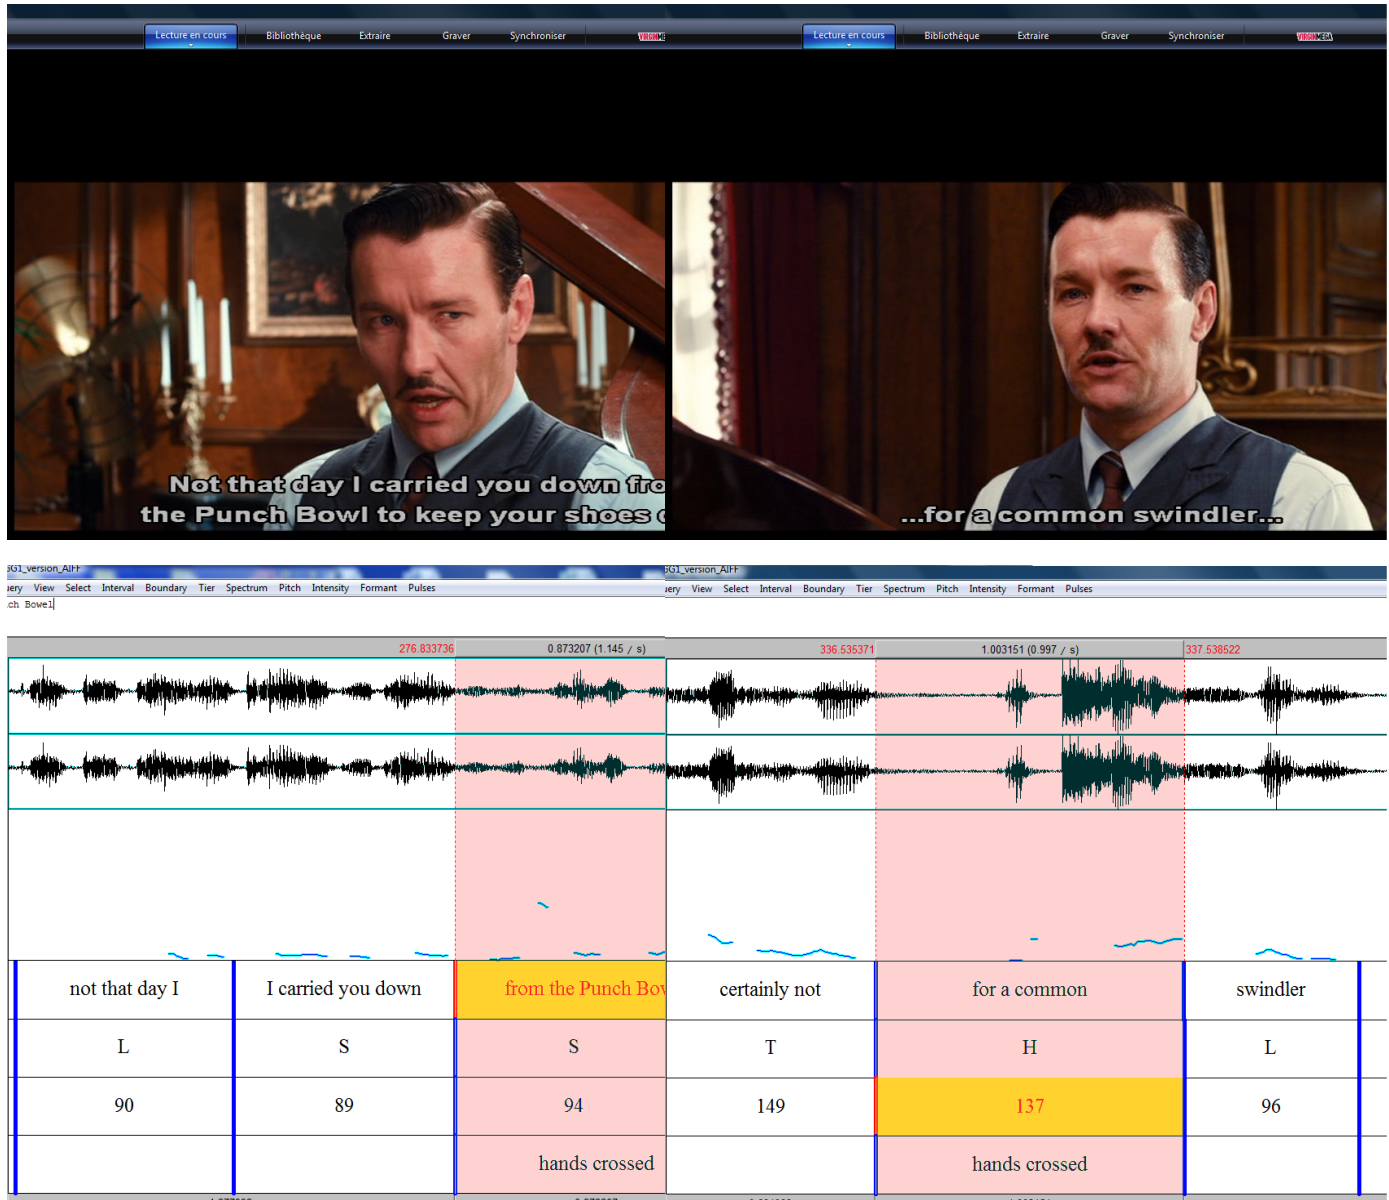 Lecture en cours Bibliothèque Extraire Graver Synchroniser
Lecture en cours Bibliothèque Extraire Graver Synchroniser VIRGINMEGA
Not that day I carried you down fro
the Punch Bowl to keep your shoes
...for a common swindler...
GG1_version_AIFF
View Select Interval Boundary Tier Spectrum Pitch Intensity Formant Pulses
ch Bowel
276.833736 0.873207 (1.145 / s)
not that day I I carried you down from the Punch Bow
L S S
90 89 94
hands crossed
GG1_version_AIFF
View Select Interval Boundary Tier Spectrum Pitch Intensity Formant Pulses
336.535371 1.003151 (0.997 / s) 337.538522
certainly not for a common swindler
T H L
149 137 96
hands crossed